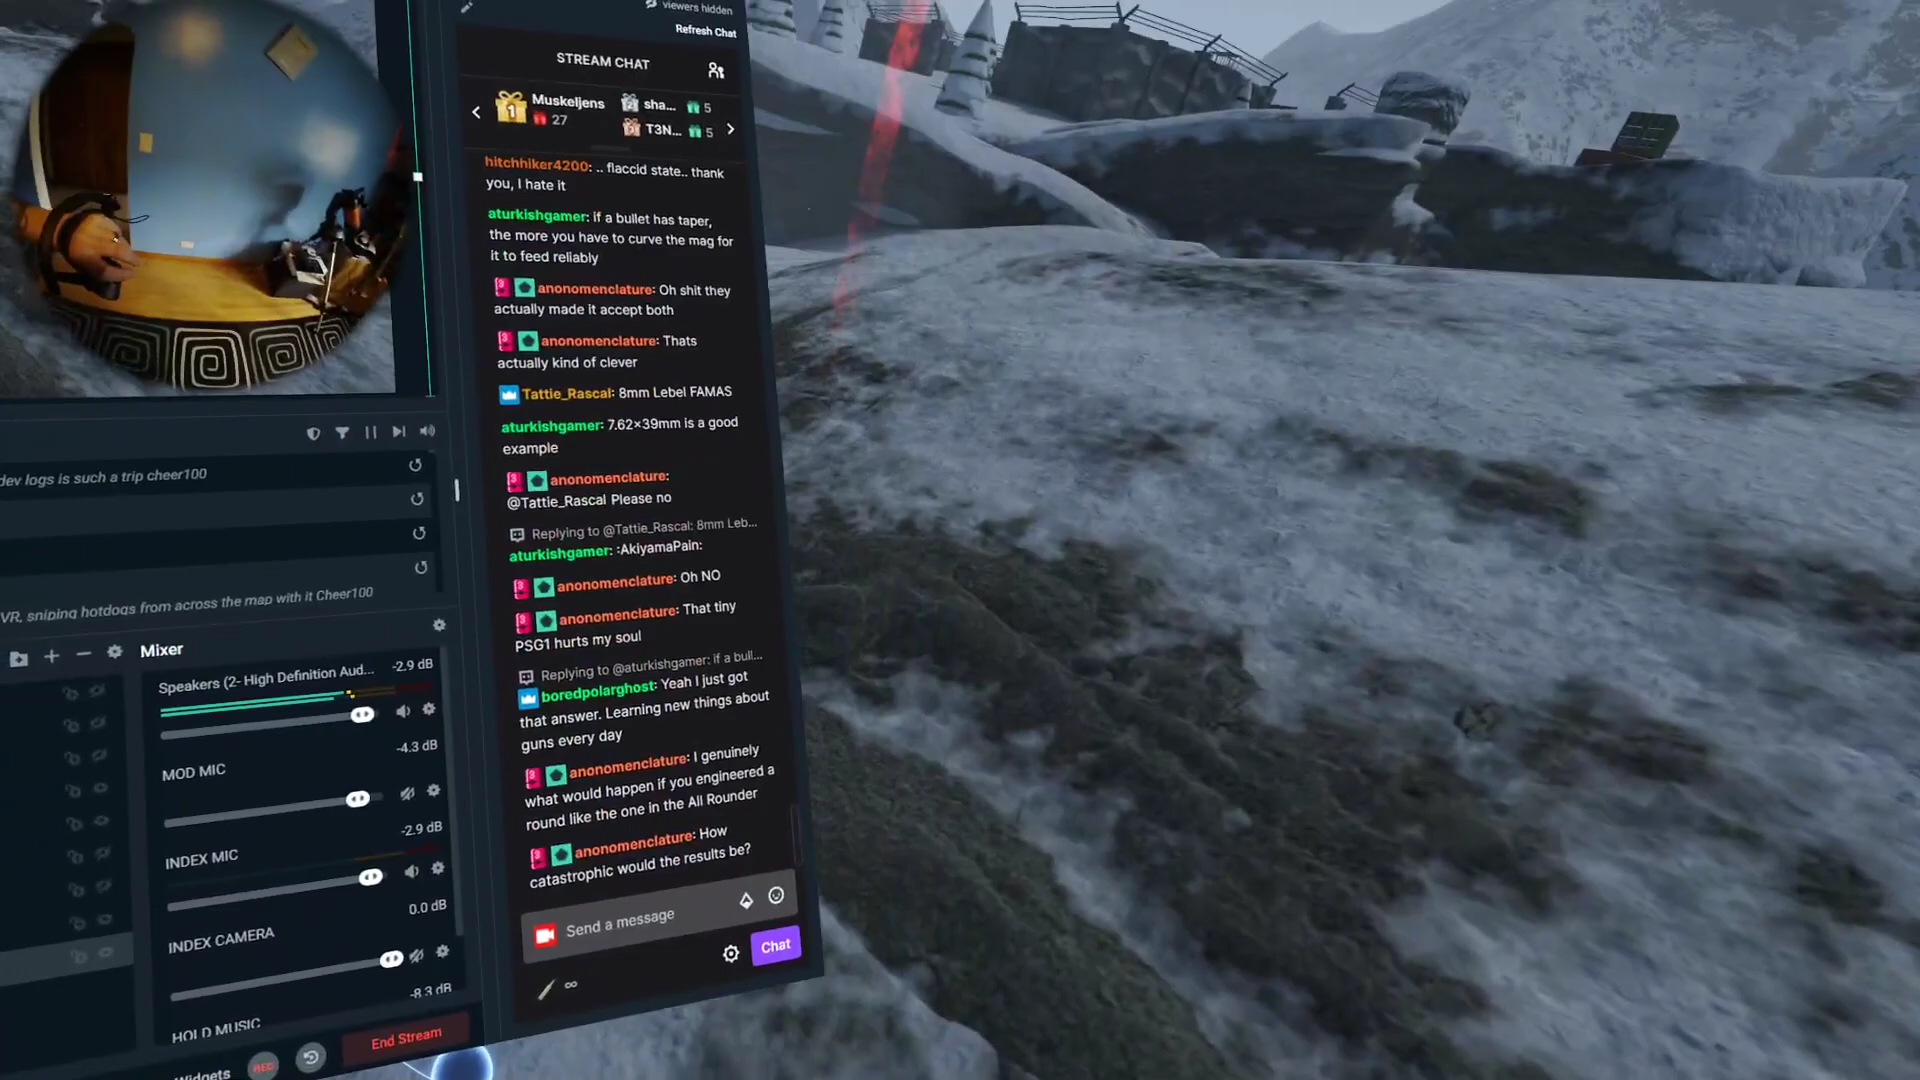 viewers hidden
Refresh Chat
STREAM CHAT
1
Muskeljens
27
sha... 5
T3N... 5
hitchhiker4200: .. flaccid state.. thank
you, I hate it
aturkishgamer: if a bullet has taper,
the more you have to curve the mag for
it to feed reliably
anonomenclature: Oh shit they
actually made it accept both
anonomenclature: Thats
actually kind of clever
Tattie_Rascal: 8mm Lebel FAMAS
aturkishgamer: 7.62×39mm is a good
example
anonomenclature:
@Tattie_Rascal Please no
Replying to @Tattie_Rascal: 8mm Leb...
aturkishgamer: :AkiyamaPain:
anonomenclature: Oh NO
anonomenclature: That tiny
PSG1 hurts my soul
Replying to @aturkishgamer: if a bull...
boredpolarghost: Yeah I just got
that answer. Learning new things about
guns every day
anonomenclature: I genuinely
what would happen if you engineered a
round like the one in the All Rounder
anonomenclature: How
catastrophic would the results be?
Send a message
Chat
∞
dev logs is such a trip cheer100
VR, sniping hotdogs from across the map with it Cheer100
Mixer
Speakers (2- High Definition Aud... -2.9 dB
-4.3 dB
MOD MIC
-2.9 dB
INDEX MIC
0.0 dB
INDEX CAMERA
-8.3 dB
HOLD MUSIC
Widgets
REC
End Stream